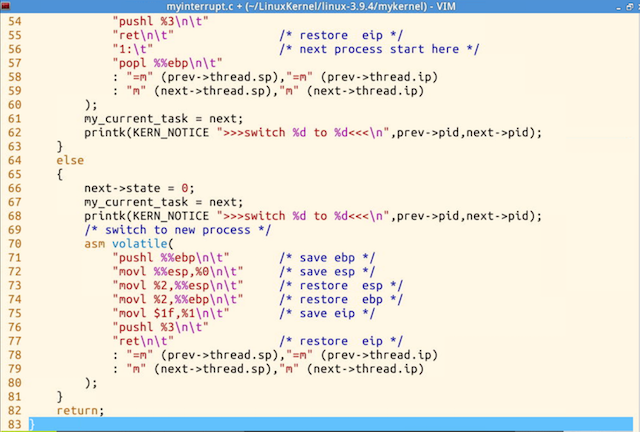 myinterrupt.c + (~/LinuxKernel/linux-3.9.4/mykernel) - VIM
54             "pushl %3\n\t"
55             "ret\n\t"               /* restore  eip */
56             "1:\t"                  /* next process start here */
57             "popl %%ebp\n\t"
58             : "=m" (prev->thread.sp),"=m" (prev->thread.ip)
59             : "m" (next->thread.sp),"m" (next->thread.ip)
60         );
61         my_current_task = next;
62         printk(KERN_NOTICE ">>>switch %d to %d<<<\n",prev->pid,next->pid);
63     }
64     else
65     {
66         next->state = 0;
67         my_current_task = next;
68         printk(KERN_NOTICE ">>>switch %d to %d<<<\n",prev->pid,next->pid);
69         /* switch to new process */
70         asm volatile(
71             "pushl %%ebp\n\t"       /* save ebp */
72             "movl %%esp,%0\n\t"     /* save esp */
73             "movl %2,%%esp\n\t"     /* restore  esp */
74             "movl %2,%%ebp\n\t"     /* restore  ebp */
75             "movl $1f,%1\n\t"       /* save eip */
76             "pushl %3\n\t"
77             "ret\n\t"               /* restore  eip */
78             : "=m" (prev->thread.sp),"=m" (prev->thread.ip)
79             : "m" (next->thread.sp),"m" (next->thread.ip)
80         );
81     }
82     return;
83 }